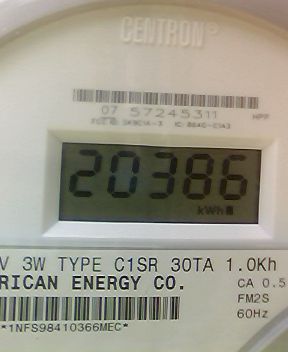 CENTRON®
07 57245311
HPP
20386
kWh
V 3W TYPE C1SR 30TA 1.0Kh
RICAN ENERGY CO.
CA 0.5
FM2S
60Hz
*1NFS98410366MEC*